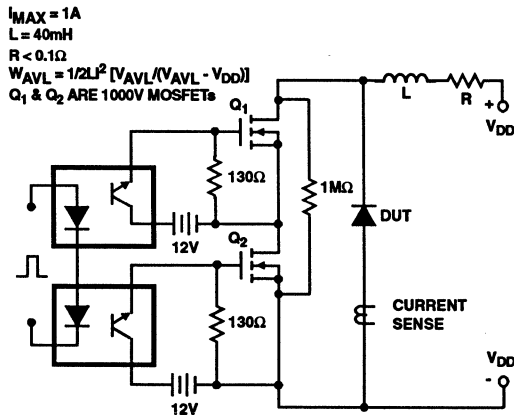 IMAX = 1A
L = 40mH
R < 0.1Ω
WAVL = 1/2LI² [VAVL/(VAVL - VDD)]
Q1 & Q2 ARE 1000V MOSFETs
Q1
L
R
+
VDD
130Ω
1MΩ
12V
DUT
Q2
CURRENT
SENSE
130Ω
VDD
-
12V